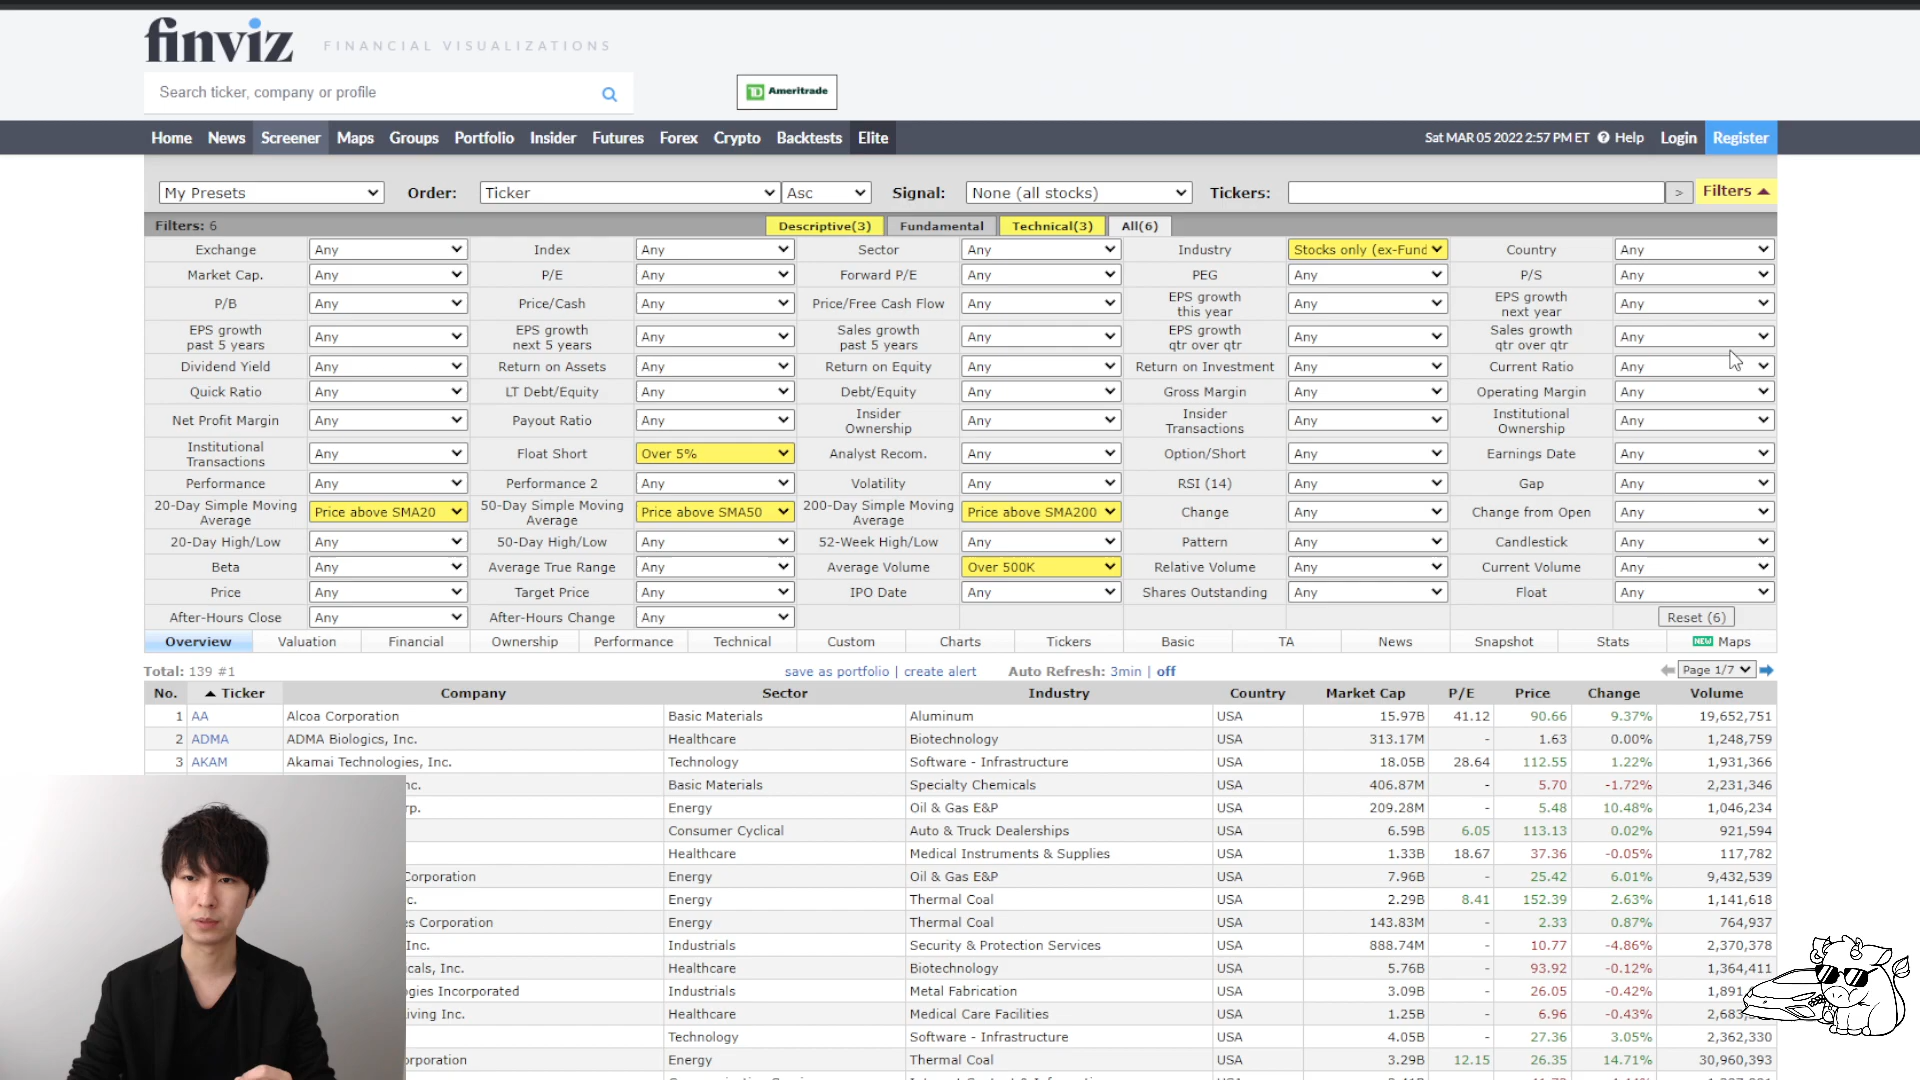 finviz FINANCIAL VISUALIZATIONS
Search ticker, company or profile
TD Ameritrade
Home News Screener Maps Groups Portfolio Insider Futures Forex Crypto Backtests Elite Sat MAR 05 2022 2:57 PM ET Help Login Register
My Presets Order: Ticker Asc Signal: None (all stocks) Tickers: > Filters
Filters: 6 Descriptive(3) Fundamental Technical(3) All(6)
Exchange Any Index Any Sector Any Industry Stocks only (ex-Fund Country Any
Market Cap. Any P/E Any Forward P/E Any PEG Any P/S Any
P/B Any Price/Cash Any Price/Free Cash Flow Any EPS growth this year Any EPS growth next year Any
EPS growth past 5 years Any EPS growth next 5 years Any Sales growth past 5 years Any EPS growth qtr over qtr Any Sales growth qtr over qtr Any
Dividend Yield Any Return on Assets Any Return on Equity Any Return on Investment Any Current Ratio Any
Quick Ratio Any LT Debt/Equity Any Debt/Equity Any Gross Margin Any Operating Margin Any
Net Profit Margin Any Payout Ratio Any Insider Ownership Any Insider Transactions Any Institutional Ownership Any
Institutional Transactions Any Float Short Over 5% Analyst Recom. Any Option/Short Any Earnings Date Any
Performance Any Performance 2 Any Volatility Any RSI (14) Any Gap Any
20-Day Simple Moving Average Price above SMA20 50-Day Simple Moving Average Price above SMA50 200-Day Simple Moving Average Price above SMA200 Change Any Change from Open Any
20-Day High/Low Any 50-Day High/Low Any 52-Week High/Low Any Pattern Any Candlestick Any
Beta Any Average True Range Any Average Volume Over 500K Relative Volume Any Current Volume Any
Price Any Target Price Any IPO Date Any Shares Outstanding Any Float Any
After-Hours Close Any After-Hours Change Any Reset (6)
Overview Valuation Financial Ownership Performance Technical Custom Charts Tickers Basic TA News Snapshot Stats NEW Maps
Total: 139 #1 save as portfolio | create alert Auto Refresh: 3min | off Page 1/7
No. Ticker Company Sector Industry Country Market Cap P/E Price Change Volume
1 AA Alcoa Corporation Basic Materials Aluminum USA 15.97B 41.12 90.66 9.37% 19,652,751
2 ADMA ADMA Biologics, Inc. Healthcare Biotechnology USA 313.17M - 1.63 0.00% 1,248,759
3 AKAM Akamai Technologies, Inc. Technology Software - Infrastructure USA 18.05B 28.64 112.55 1.22% 1,931,366
nc. Basic Materials Specialty Chemicals USA 406.87M - 5.70 -1.72% 2,231,346
rp. Energy Oil & Gas E&P USA 209.28M - 5.48 10.48% 1,046,234
Consumer Cyclical Auto & Truck Dealerships USA 6.59B 6.05 113.13 0.02% 921,594
Healthcare Medical Instruments & Supplies USA 1.33B 18.67 37.36 -0.05% 117,782
Corporation Energy Oil & Gas E&P USA 7.96B - 25.42 6.01% 9,432,539
c. Energy Thermal Coal USA 2.29B 8.41 152.39 2.63% 1,141,618
es Corporation Energy Thermal Coal USA 143.83M - 2.33 0.87% 764,937
Inc. Industrials Security & Protection Services USA 888.74M - 10.77 -4.86% 2,370,378
cals, Inc. Healthcare Biotechnology USA 5.76B - 93.92 -0.12% 1,364,411
ogies Incorporated Industrials Metal Fabrication USA 3.09B - 26.05 -0.42% 1,891,
iving Inc. Healthcare Medical Care Facilities USA 1.25B - 6.96 -0.43% 2,683,
Technology Software - Infrastructure USA 4.05B - 27.36 3.05% 2,362,330
orporation Energy Thermal Coal USA 3.29B 12.15 26.35 14.71% 30,960,393